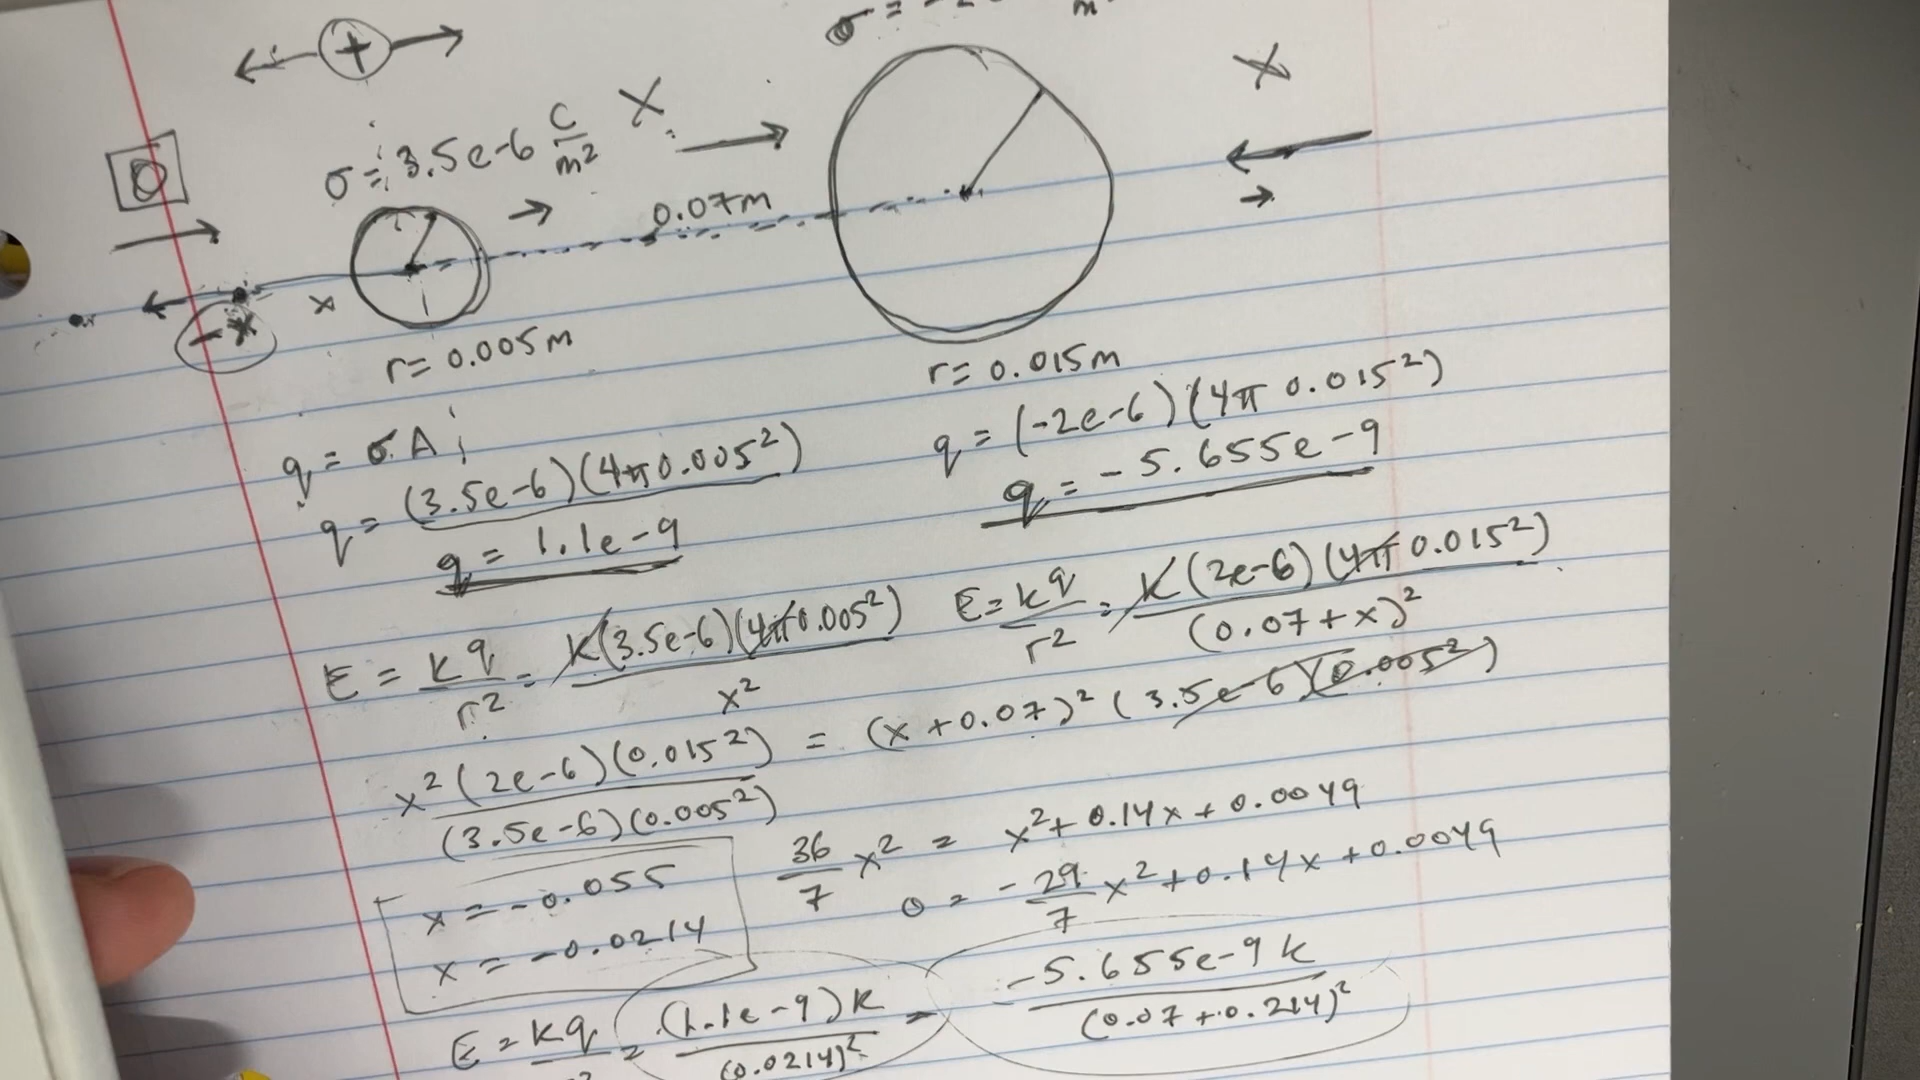 +
σ = -2
m
X
σ = 3.5e-6 C/m² X
0
0.07m
x
-x
r = 0.005m
r = 0.015m
q = σA;
q = (3.5e-6)(4π0.005²)
q = 1.1e-9
q = (-2e-6)(4π 0.015²)
q = -5.655e-9
E = kq/r² = K(3.5e-6)(4π0.005²)/x²
E = kq/r² = K(2e-6)(4π0.015²)/(0.07+x)²
x²(2e-6)(0.015²)/(3.5e-6)(0.005²) = (x+0.07)²(3.5e-6)(0.005²)
36/7 x² = x²+0.14x+0.0049
0 = -29/7 x²+0.14x+0.0049
x = -0.055
x = -0.0214
E = kq/² = (1.1e-9)k/(0.0214)² - -5.655e-9k/(0.07+0.214)²